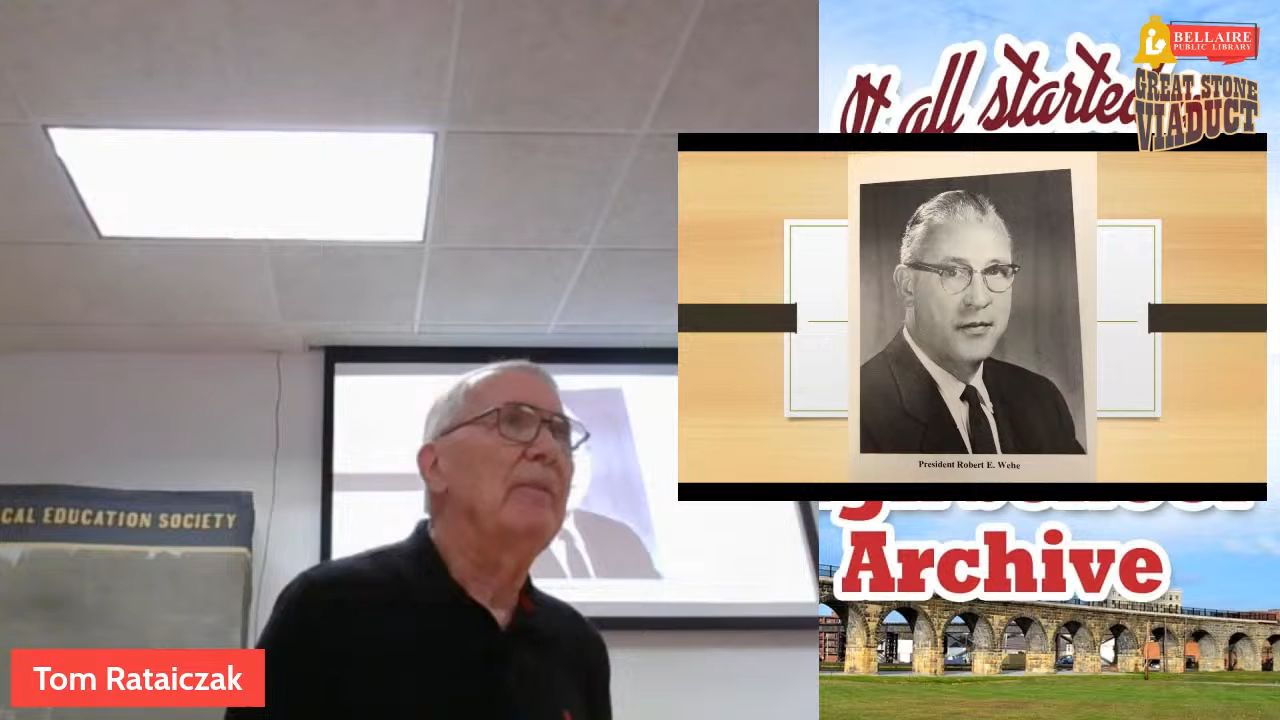 BELLAIRE
PUBLIC LIBRARY
GREAT STONE
VIADUCT
It all started
President Robert E. Wehe
CAL EDUCATION SOCIETY
Archive
Tom Rataiczak